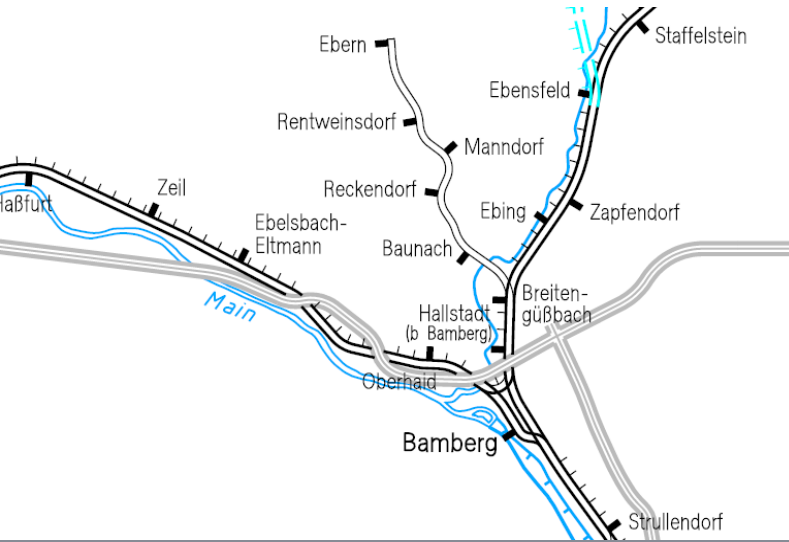 Ebern
Staffelstein
Ebensfeld
Rentweinsdorf
Manndorf
Zeil
Reckendorf
Haßfurt
Ebing
Zapfendorf
Ebelsbach-
Eltmann
Baunach
Main
Hallstadt
(b Bamberg)
Breiten-
güßbach
Oberhaid
Bamberg
Strullendorf